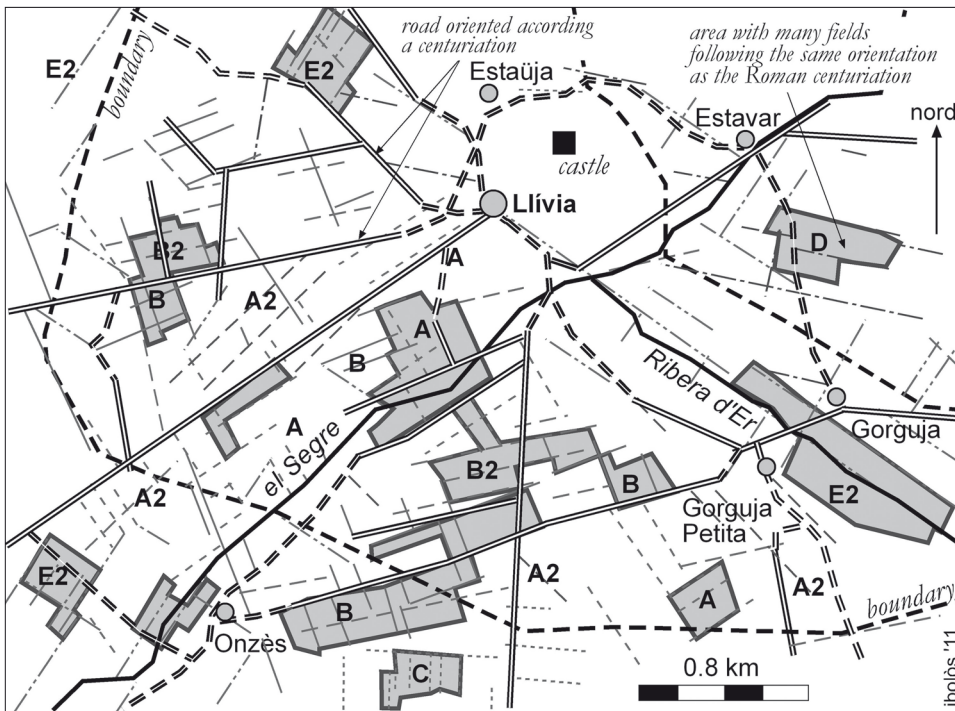 road oriented according
a centuriation
area with many fields
following the same orientation
as the Roman centuriation
E2
boundary
E2
Estaüja
Estavar
nord
castle
Llívia
B2
A
D
B
A2
A
B
Ribera d'Er
A
el Segre
Gorguja
B2
B
A2
E2
Gorguja
Petita
E2
A2
A
A2
B
boundary
Onzès
C
0.8 km
jbolòs '11